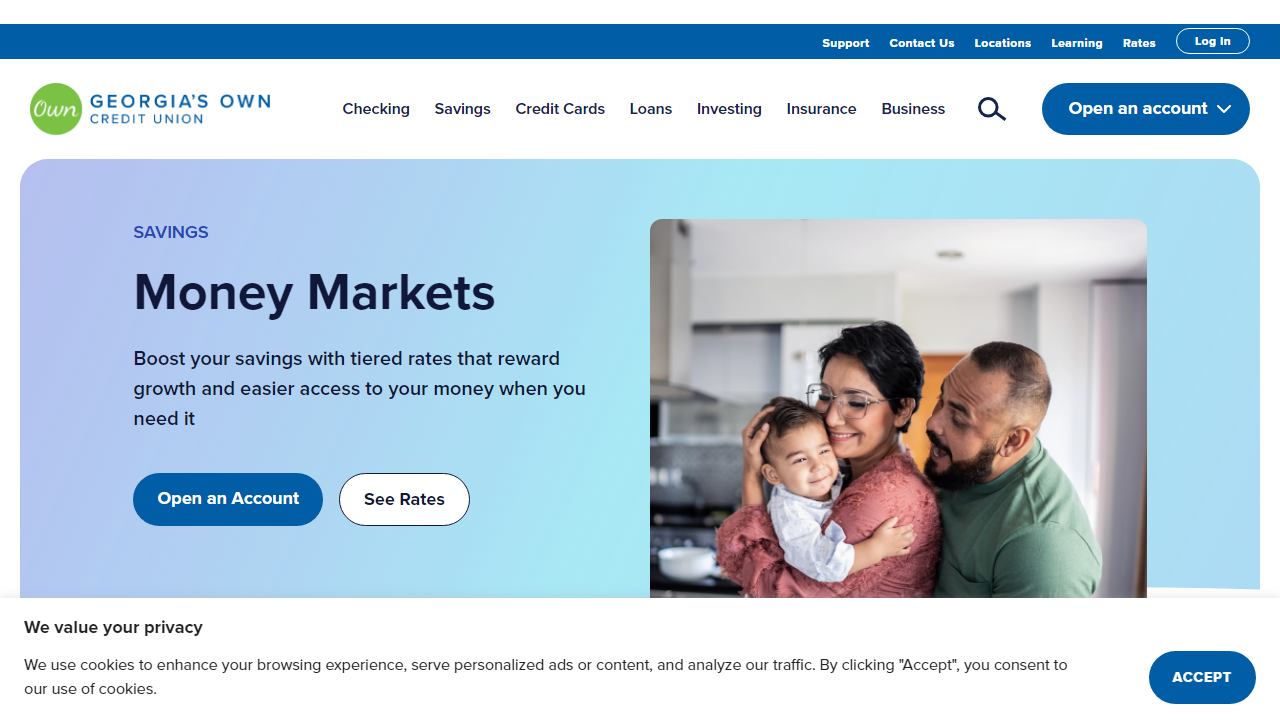 Support Contact Us Locations Learning Rates Log In
Own GEORGIA'S OWN
CREDIT UNION
Checking Savings Credit Cards Loans Investing Insurance Business Open an account
SAVINGS
Money Markets
Boost your savings with tiered rates that reward
growth and easier access to your money when you
need it
Open an Account See Rates
We value your privacy
We use cookies to enhance your browsing experience, serve personalized ads or content, and analyze our traffic. By clicking "Accept", you consent to
our use of cookies.
ACCEPT